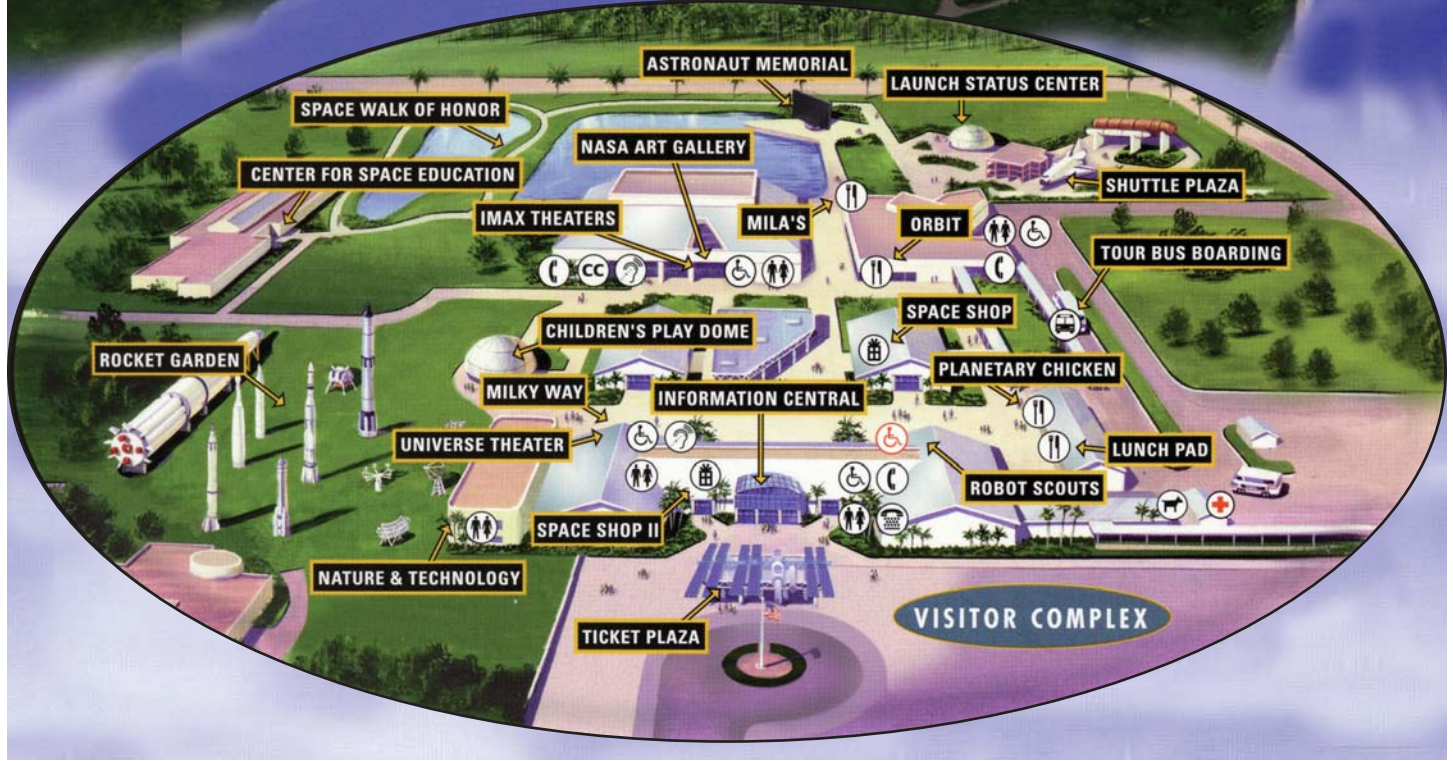 ASTRONAUT MEMORIAL
LAUNCH STATUS CENTER
SPACE WALK OF HONOR
NASA ART GALLERY
CENTER FOR SPACE EDUCATION
SHUTTLE PLAZA
IMAX THEATERS
MILA'S
ORBIT
TOUR BUS BOARDING
CC
SPACE SHOP
CHILDREN'S PLAY DOME
ROCKET GARDEN
PLANETARY CHICKEN
MILKY WAY
INFORMATION CENTRAL
UNIVERSE THEATER
LUNCH PAD
ROBOT SCOUTS
SPACE SHOP II
NATURE & TECHNOLOGY
VISITOR COMPLEX
TICKET PLAZA